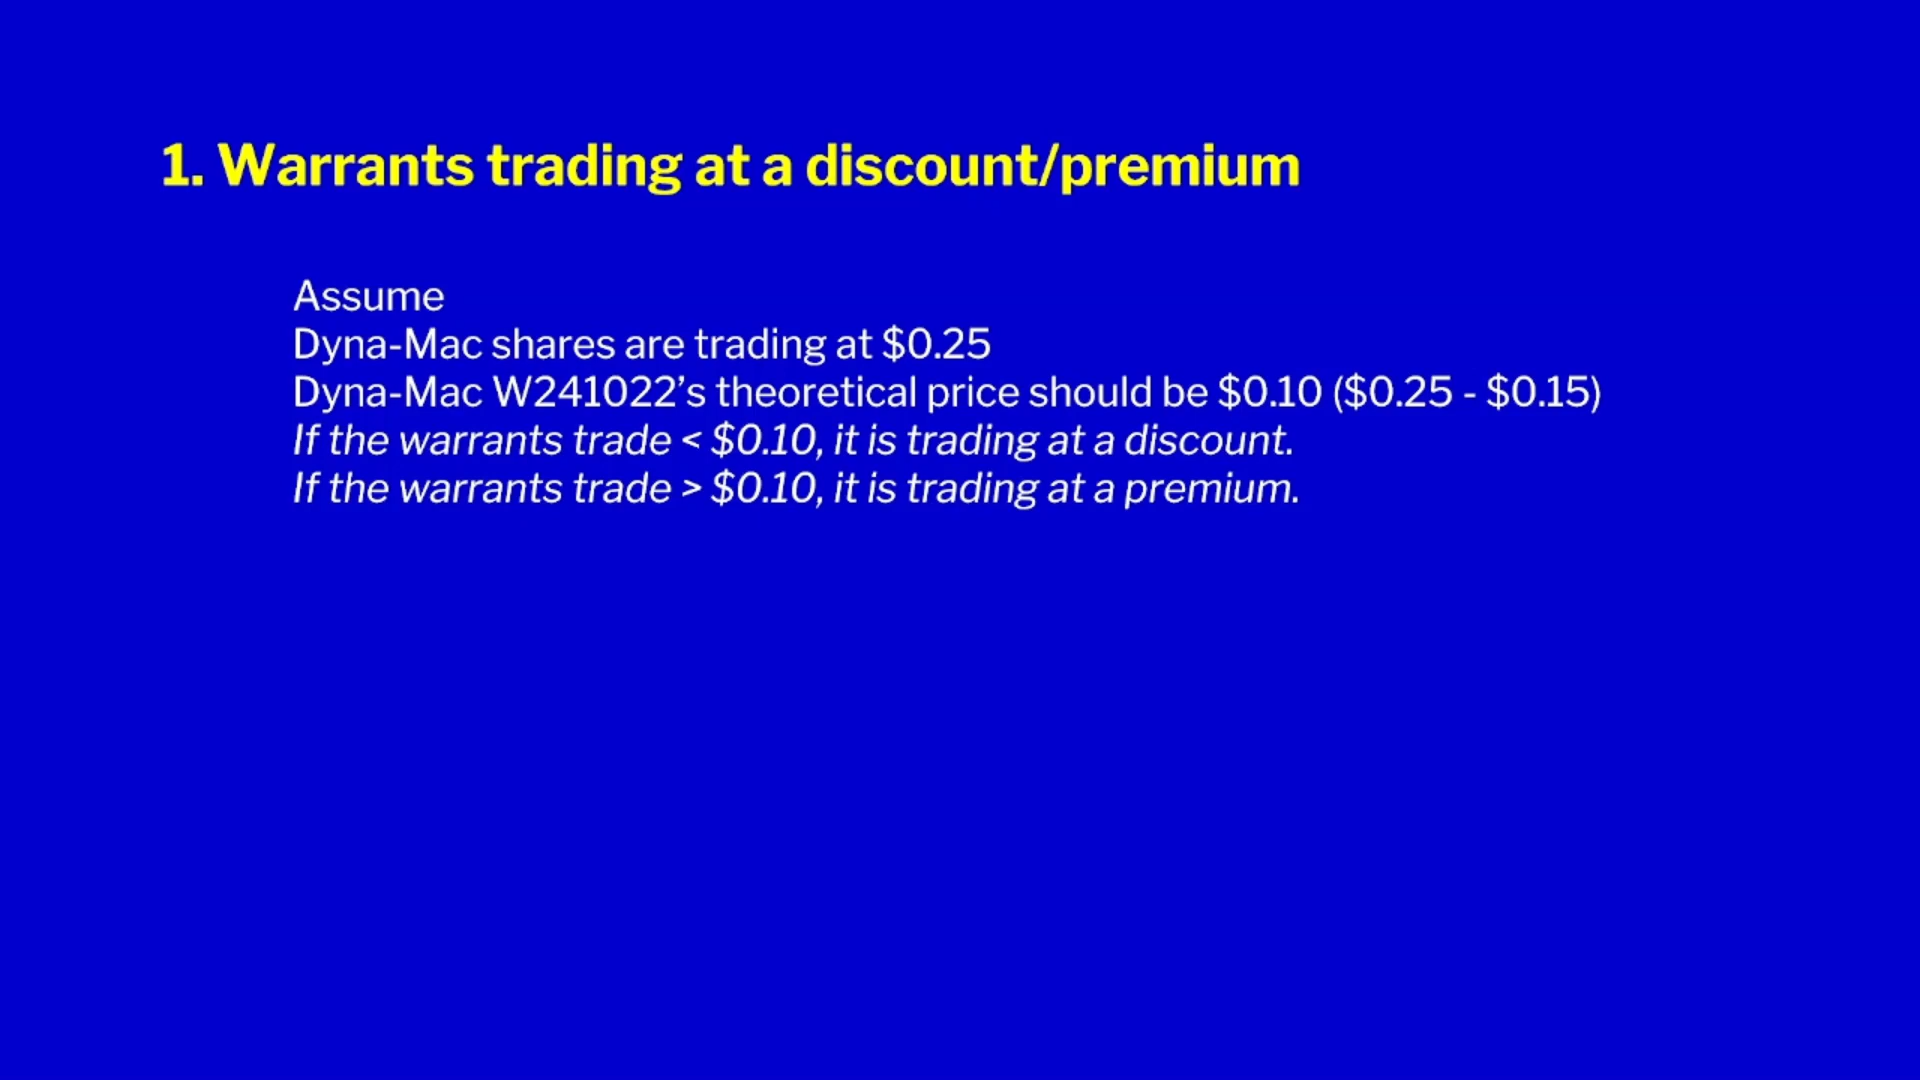 1. Warrants trading at a discount/premium
Assume
Dyna-Mac shares are trading at $0.25
Dyna-Mac W241022’s theoretical price should be $0.10 ($0.25 - $0.15)
If the warrants trade < $0.10, it is trading at a discount.
If the warrants trade > $0.10, it is trading at a premium.